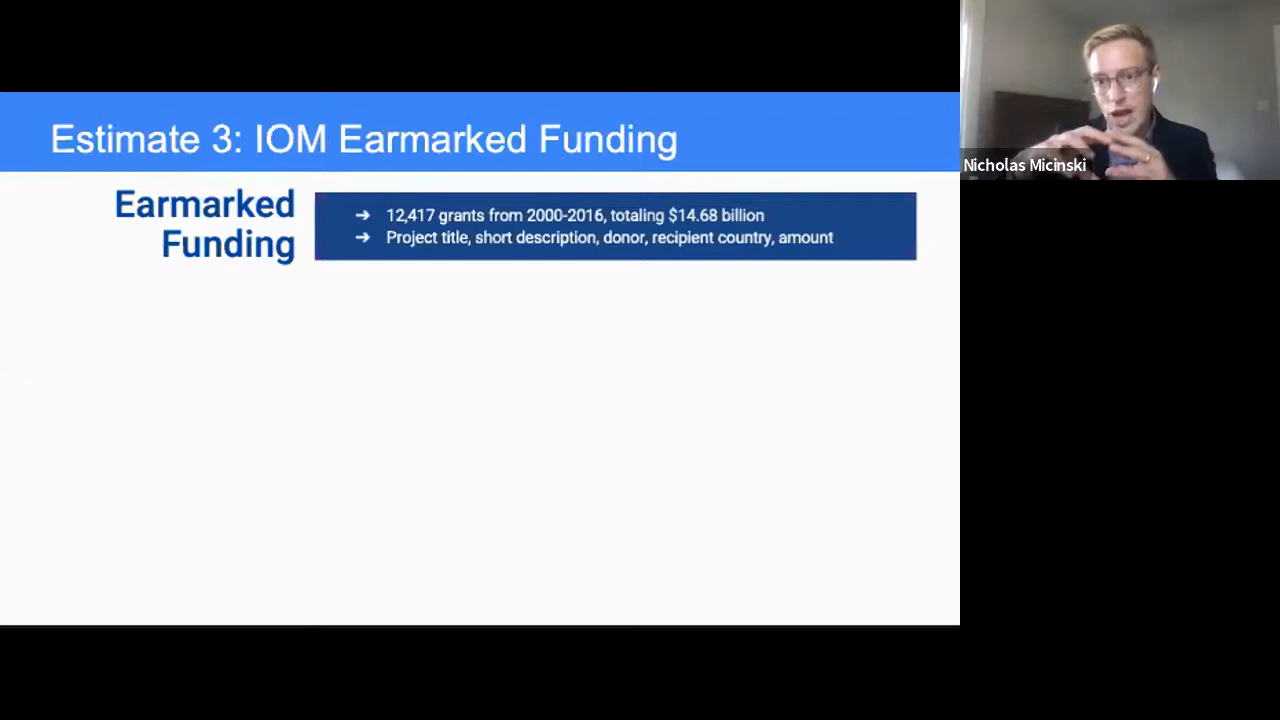 Estimate 3: IOM Earmarked Funding
Nicholas Micinski
Earmarked
Funding
➔ 12,417 grants from 2000-2016, totaling $14.68 billion
➔ Project title, short description, donor, recipient country, amount